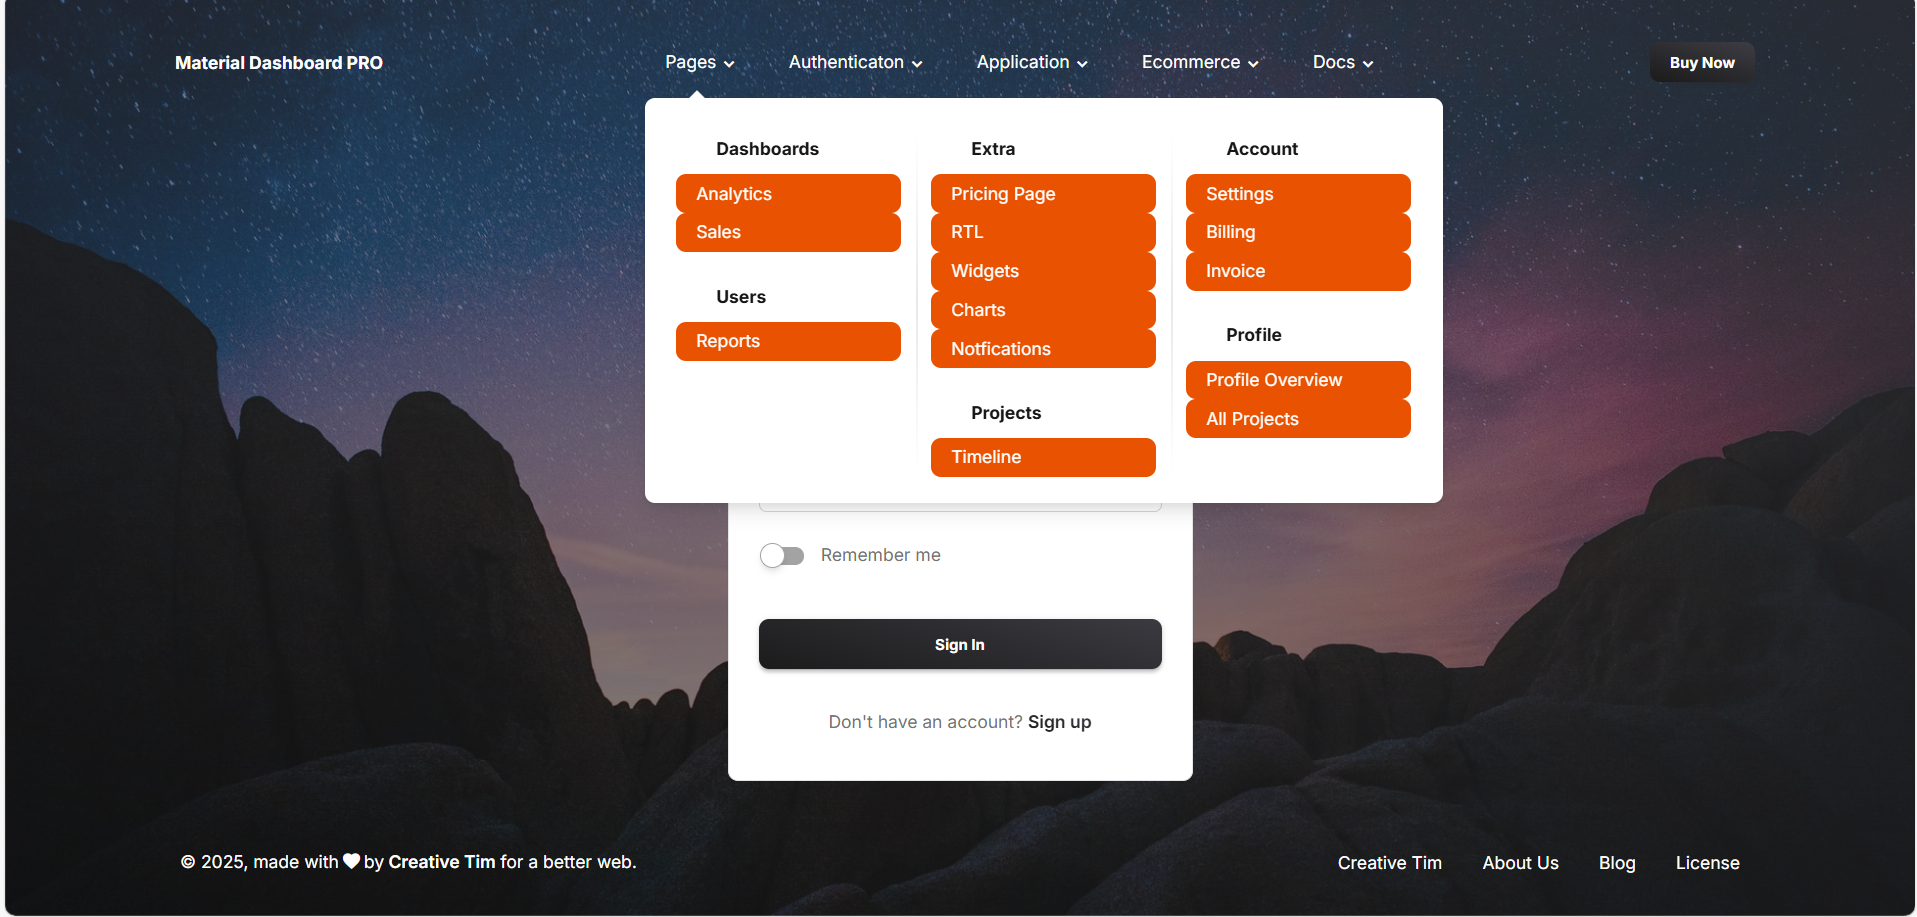 Material Dashboard PRO
Pages
Authenticaton
Application
Ecommerce
Docs
Buy Now
Dashboards
Analytics
Sales
Users
Reports
Extra
Pricing Page
RTL
Widgets
Charts
Notfications
Projects
Timeline
Account
Settings
Billing
Invoice
Profile
Profile Overview
All Projects
Remember me
Sign In
Don't have an account? Sign up
© 2025, made with by Creative Tim for a better web.
Creative Tim
About Us
Blog
License